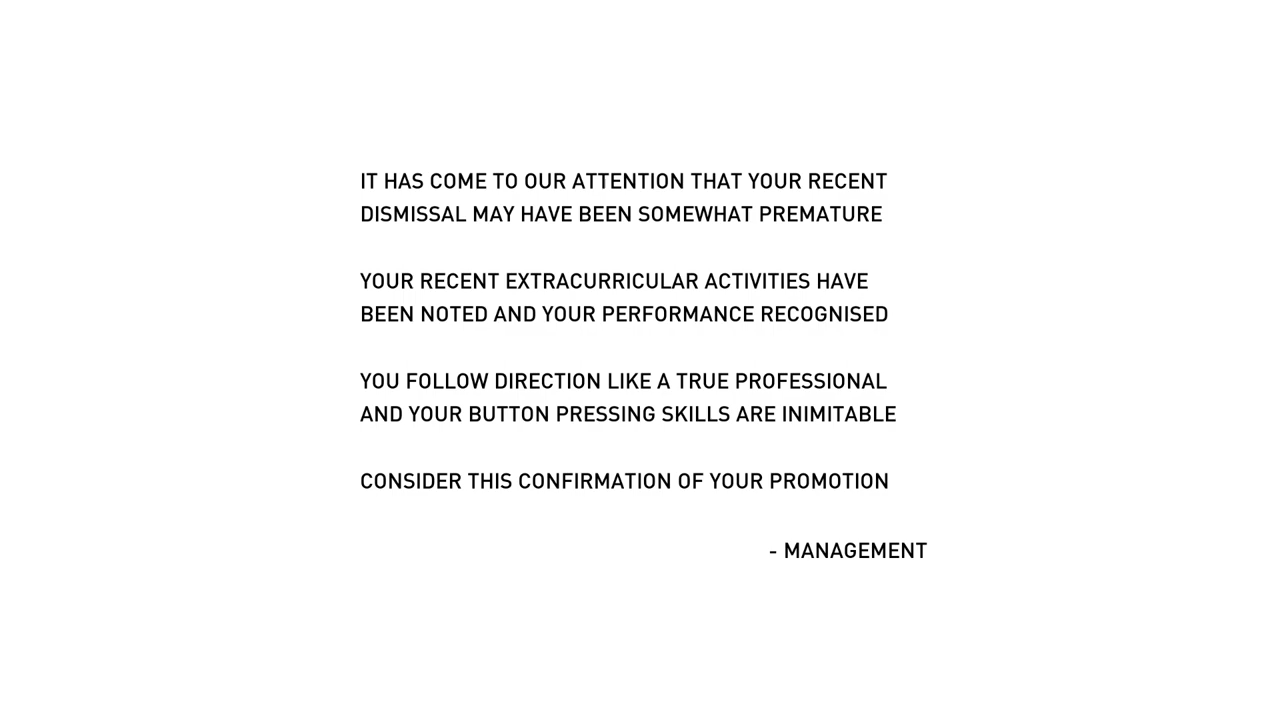 IT HAS COME TO OUR ATTENTION THAT YOUR RECENT
DISMISSAL MAY HAVE BEEN SOMEWHAT PREMATURE
YOUR RECENT EXTRACURRICULAR ACTIVITIES HAVE
BEEN NOTED AND YOUR PERFORMANCE RECOGNISED
YOU FOLLOW DIRECTION LIKE A TRUE PROFESSIONAL
AND YOUR BUTTON PRESSING SKILLS ARE INIMITABLE
CONSIDER THIS CONFIRMATION OF YOUR PROMOTION
- MANAGEMENT